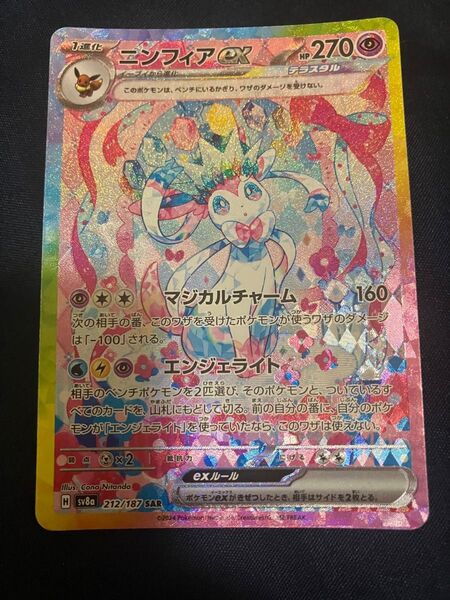 1進化
ニンフィアex
HP270
イーブイから進化
テラスタル
このポケモンは、ベンチにいるかぎり、ワザのダメージを受けない。
マジカルチャーム 160
次の相手の番、このワザを受けたポケモンが使うワザのダメージ
は「-100」される。
エンジェライト
相手のベンチポケモンを2匹選び、そのポケモンと、ついているす
べてのカードを、山札にもどして切る。前の自分の番に、自分のポケ
モンが「エンジェライト」を使っていたなら、このワザは使えない。
弱点 ×2 抵抗力
exルール
ポケモンexがきぜつしたとき、相手はサイドを2枚とる。
Illus. Cona Nitanda
H sv8a 212/187 SAR
©2024 Pokémon/Nintendo/Creatures/GAME FREAK.